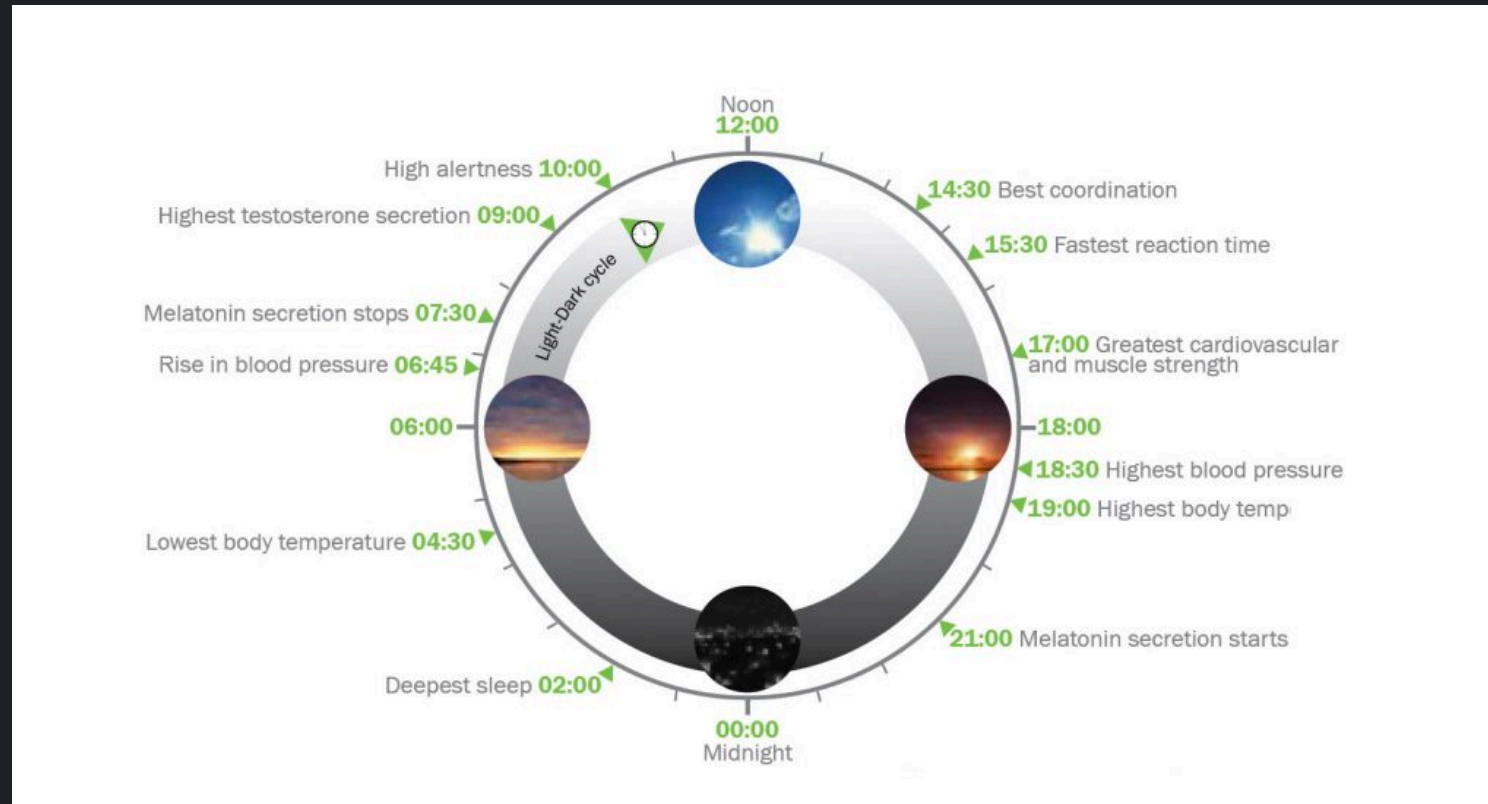 Noon
12:00
High alertness 10:00
14:30 Best coordination
Highest testosterone secretion 09:00
15:30 Fastest reaction time
Light-Dark cycle
Melatonin secretion stops 07:30
17:00 Greatest cardiovascular
and muscle strength
Rise in blood pressure 06:45
06:00
18:00
18:30 Highest blood pressure
19:00 Highest body temp
Lowest body temperature 04:30
21:00 Melatonin secretion starts
Deepest sleep 02:00
00:00
Midnight